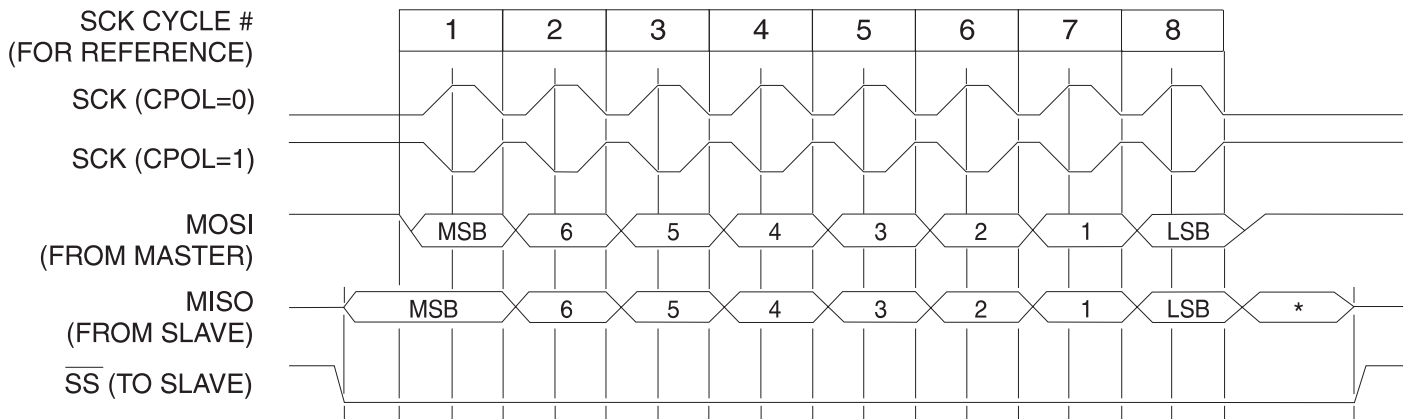 SCK CYCLE # 1 2 3 4 5 6 7 8
(FOR REFERENCE)
SCK (CPOL=0)
SCK (CPOL=1)
MOSI MSB 6 5 4 3 2 1 LSB
(FROM MASTER)
MISO MSB 6 5 4 3 2 1 LSB *
(FROM SLAVE)
SS (TO SLAVE)